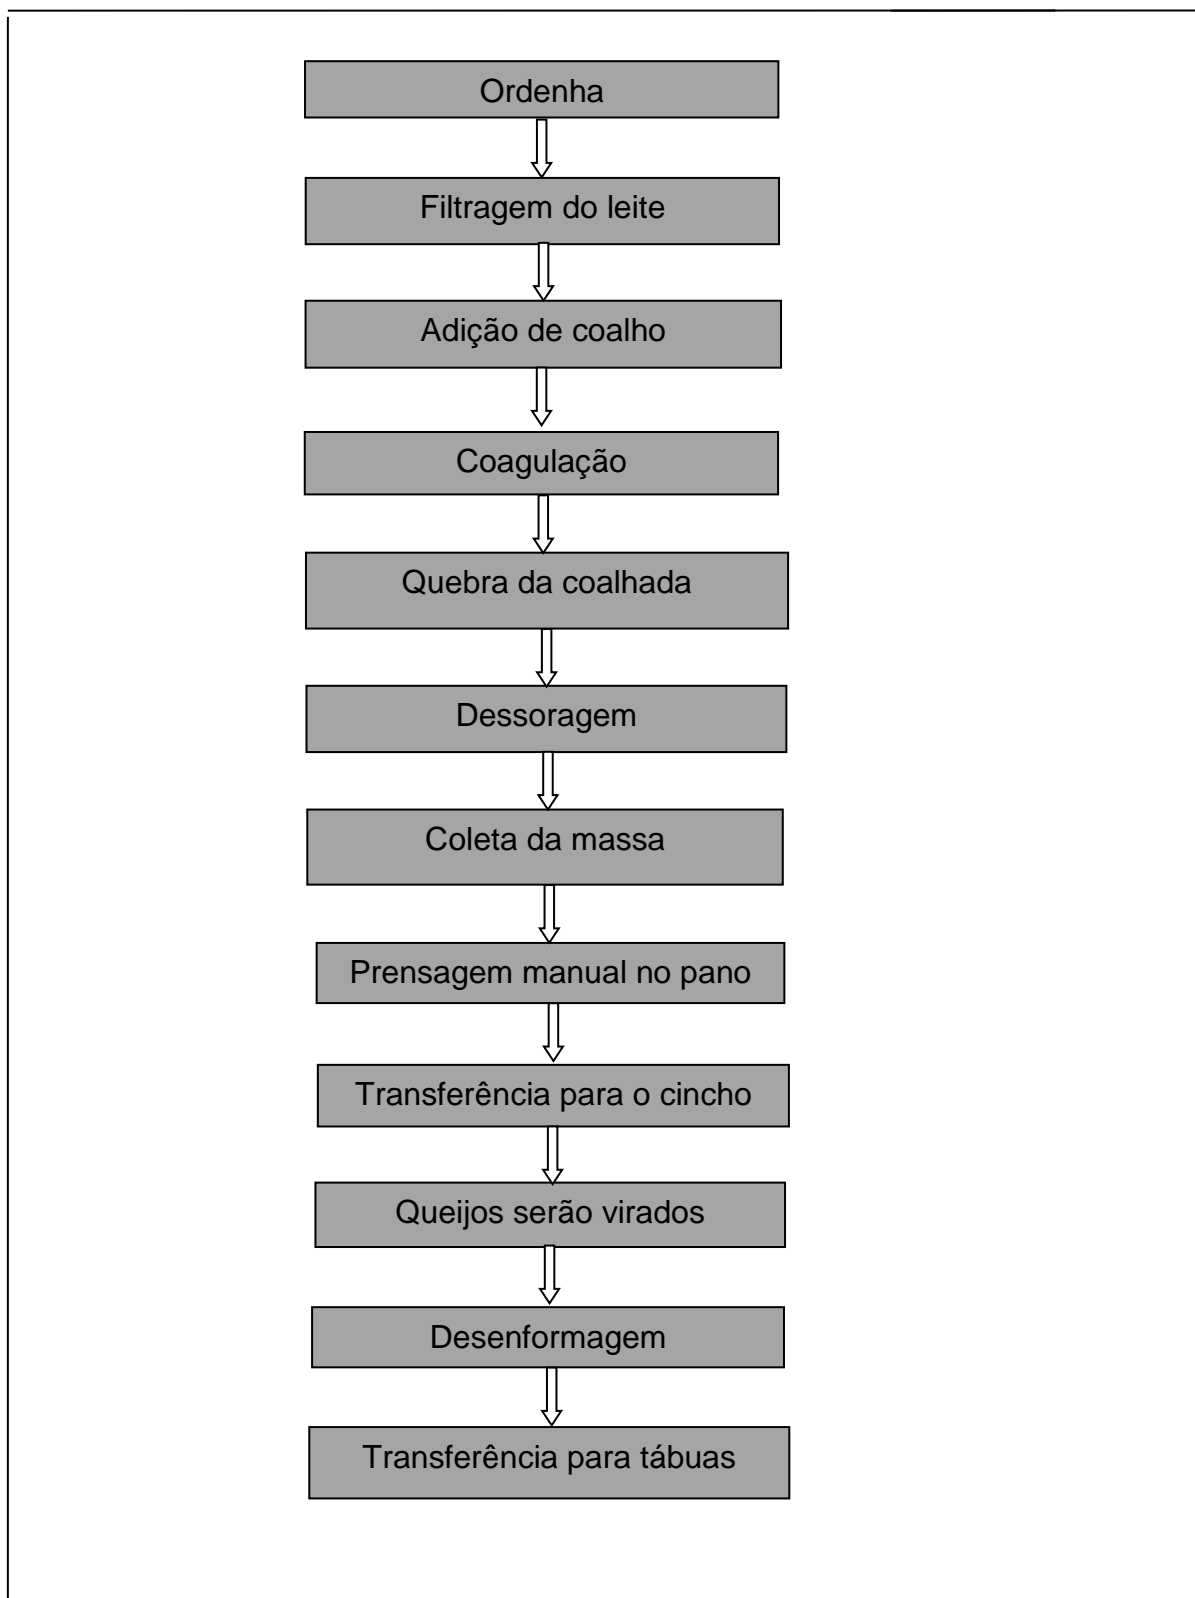 Ordenha
Filtragem do leite
Adição de coalho
Coagulação
Quebra da coalhada
Dessoragem
Coleta da massa
Prensagem manual no pano
Transferência para o cincho
Queijos serão virados
Desenformagem
Transferência para tábuas